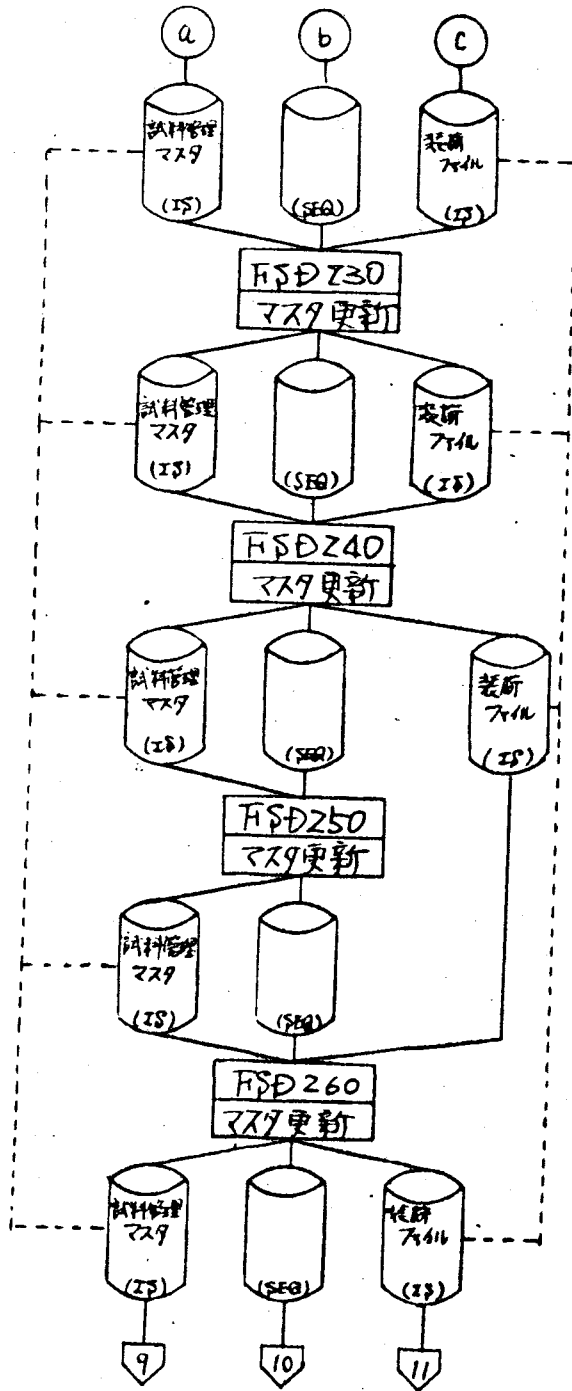 a
b
c
試料管理
マスタ
(IS)
(SEQ)
ファイル
(IS)
FSD230
マスタ更新
試料管理
マスタ
(IS)
(SEQ)
ファイル
(IS)
FSD240
マスタ更新
試料管理
マスタ
(IS)
(SEQ)
ファイル
(IS)
FSD250
マスタ更新
試料管理
マスタ
(IS)
(SEQ)
FSD260
マスタ更新
試料管理
マスタ
(IS)
(SEQ)
ファイル
(IS)
9
10
11